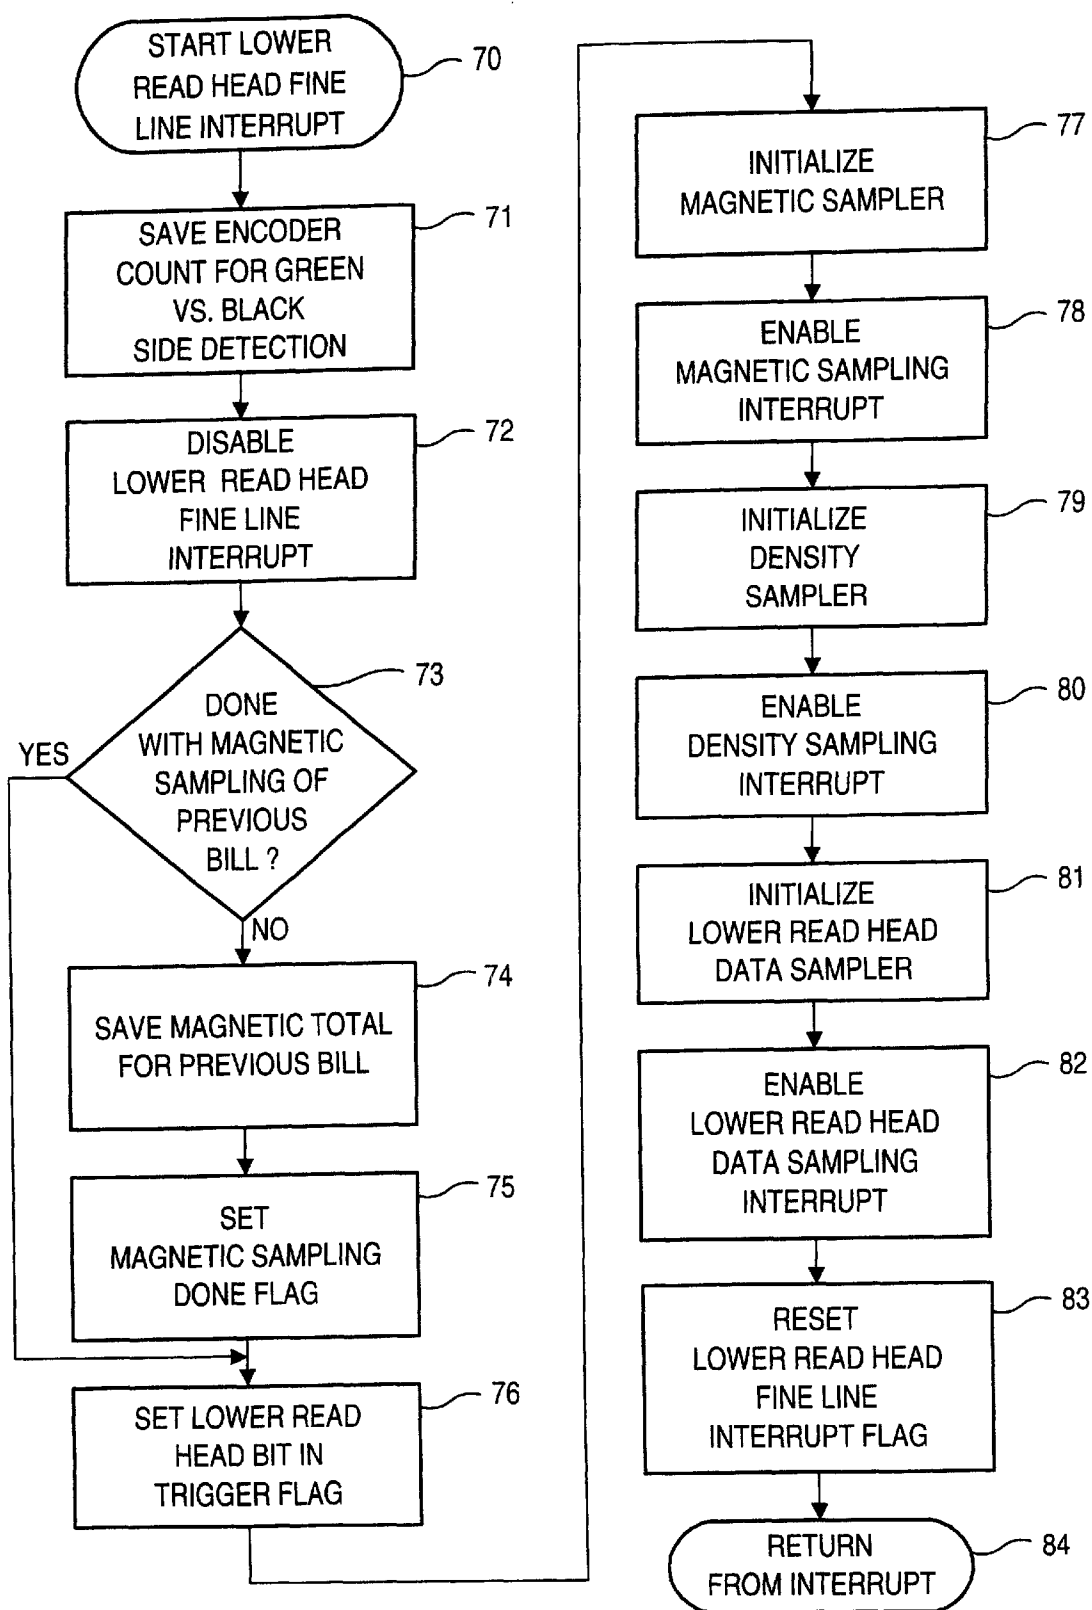 START LOWER
READ HEAD FINE
LINE INTERRUPT
70
SAVE ENCODER
COUNT FOR GREEN
VS. BLACK
SIDE DETECTION
71
DISABLE
LOWER READ HEAD
FINE LINE
INTERRUPT
72
DONE
WITH MAGNETIC
SAMPLING OF
PREVIOUS
BILL ?
73
YES
NO
SAVE MAGNETIC TOTAL
FOR PREVIOUS BILL
74
SET
MAGNETIC SAMPLING
DONE FLAG
75
SET LOWER READ
HEAD BIT IN
TRIGGER FLAG
76
INITIALIZE
MAGNETIC SAMPLER
77
ENABLE
MAGNETIC SAMPLING
INTERRUPT
78
INITIALIZE
DENSITY
SAMPLER
79
ENABLE
DENSITY SAMPLING
INTERRUPT
80
INITIALIZE
LOWER READ HEAD
DATA SAMPLER
81
ENABLE
LOWER READ HEAD
DATA SAMPLING
INTERRUPT
82
RESET
LOWER READ HEAD
FINE LINE
INTERRUPT FLAG
83
RETURN
FROM INTERRUPT
84